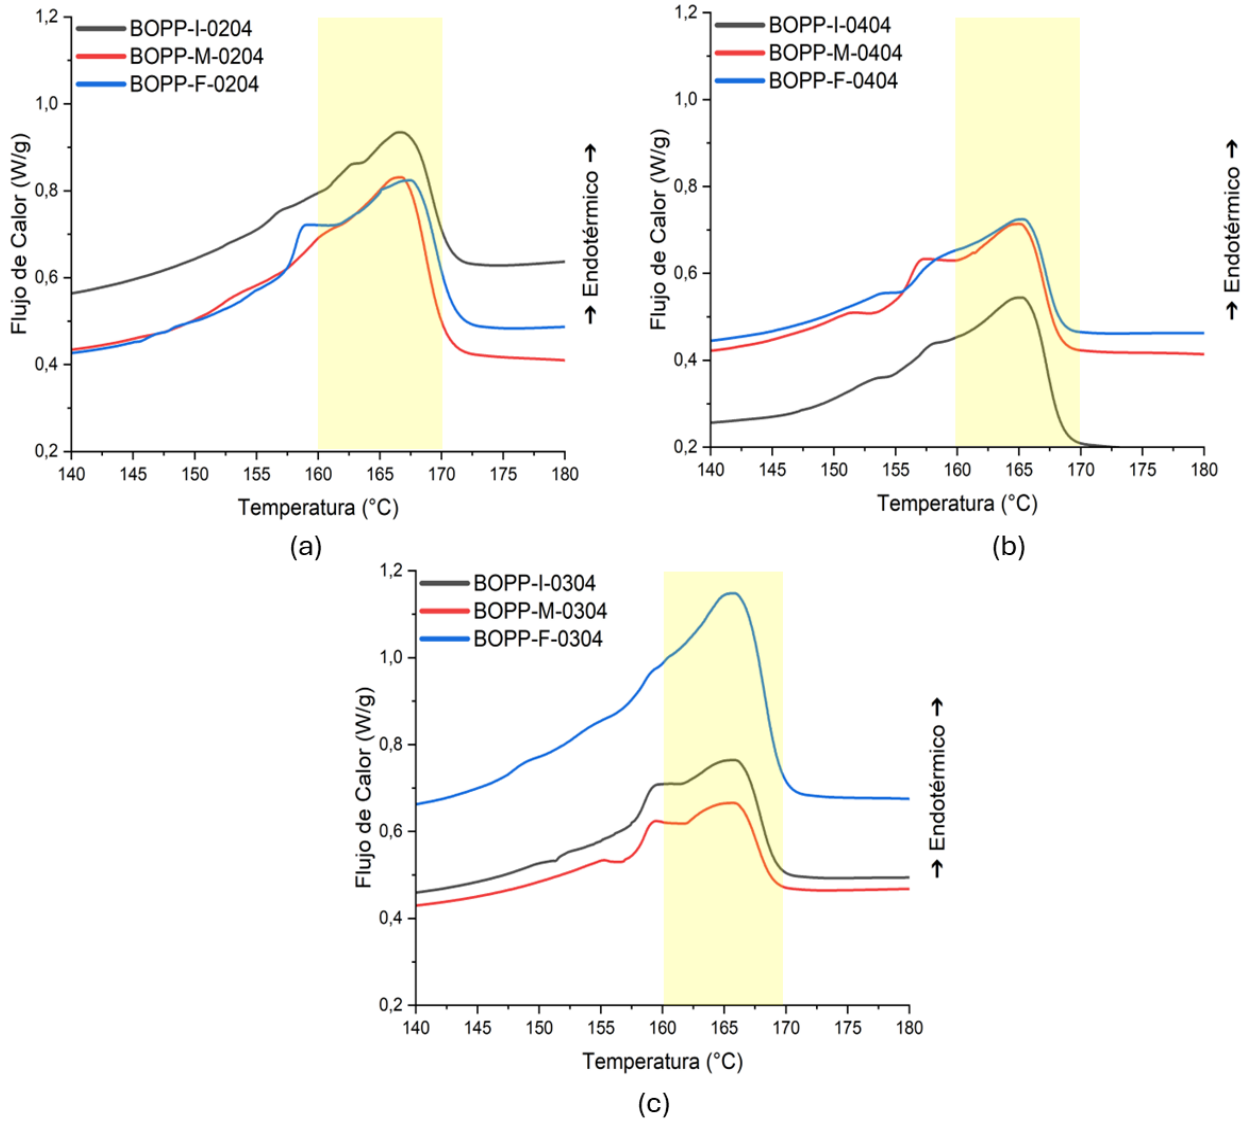 BOPP-I-0204
BOPP-M-0204
BOPP-F-0204
1,2
1,0
0,8
0,6
0,4
0,2
Flujo de Calor (W/g)
140 145 150 155 160 165 170 175 180
Temperatura (°C)
→ Endotérmico →
(a)
BOPP-I-0404
BOPP-M-0404
BOPP-F-0404
1,2
1,0
0,8
0,6
0,4
0,2
Flujo de Calor (W/g)
140 145 150 155 160 165 170 175 180
Temperatura (°C)
→ Endotérmico →
(b)
BOPP-I-0304
BOPP-M-0304
BOPP-F-0304
1,2
1,0
0,8
0,6
0,4
0,2
Flujo de Calor (W/g)
140 145 150 155 160 165 170 175 180
Temperatura (°C)
→ Endotérmico →
(c)